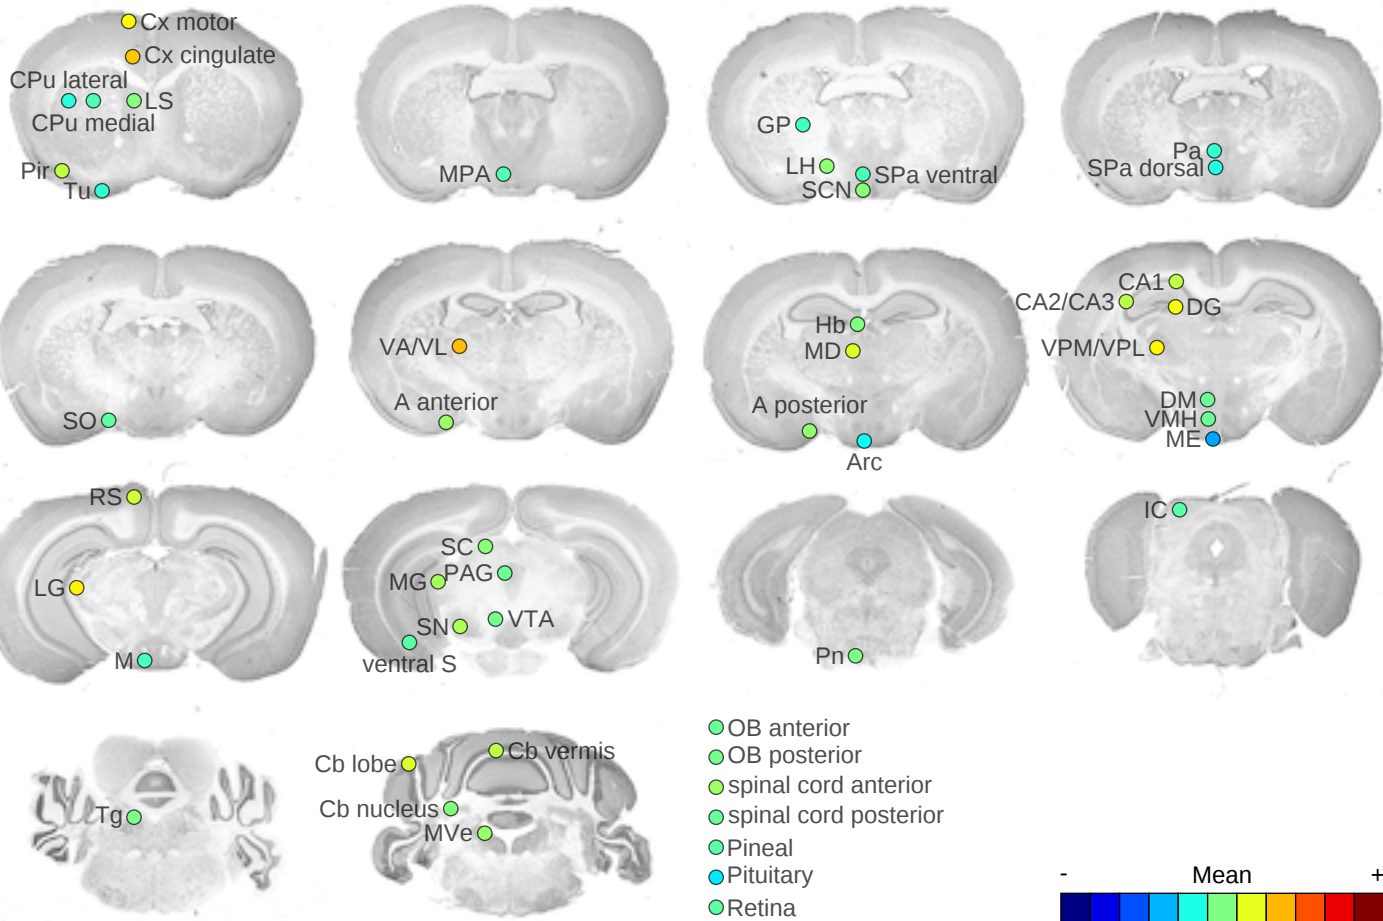 Cx motor
Cx cingulate
CPu lateral
LS
CPu medial
Pir
Tu
MPA
GP
LH
SPa ventral
SCN
Pa
SPa dorsal
SO
VA/VL
A anterior
Hb
MD
A posterior
Arc
CA1
CA2/CA3
DG
VPM/VPL
DM
VMH
ME
RS
LG
M
SC
MG
PAG
SN
VTA
ventral S
Pn
IC
Tg
Cb lobe
Cb vermis
Cb nucleus
MVe
OB anterior
OB posterior
spinal cord anterior
spinal cord posterior
Pineal
Pituitary
Retina
- Mean +